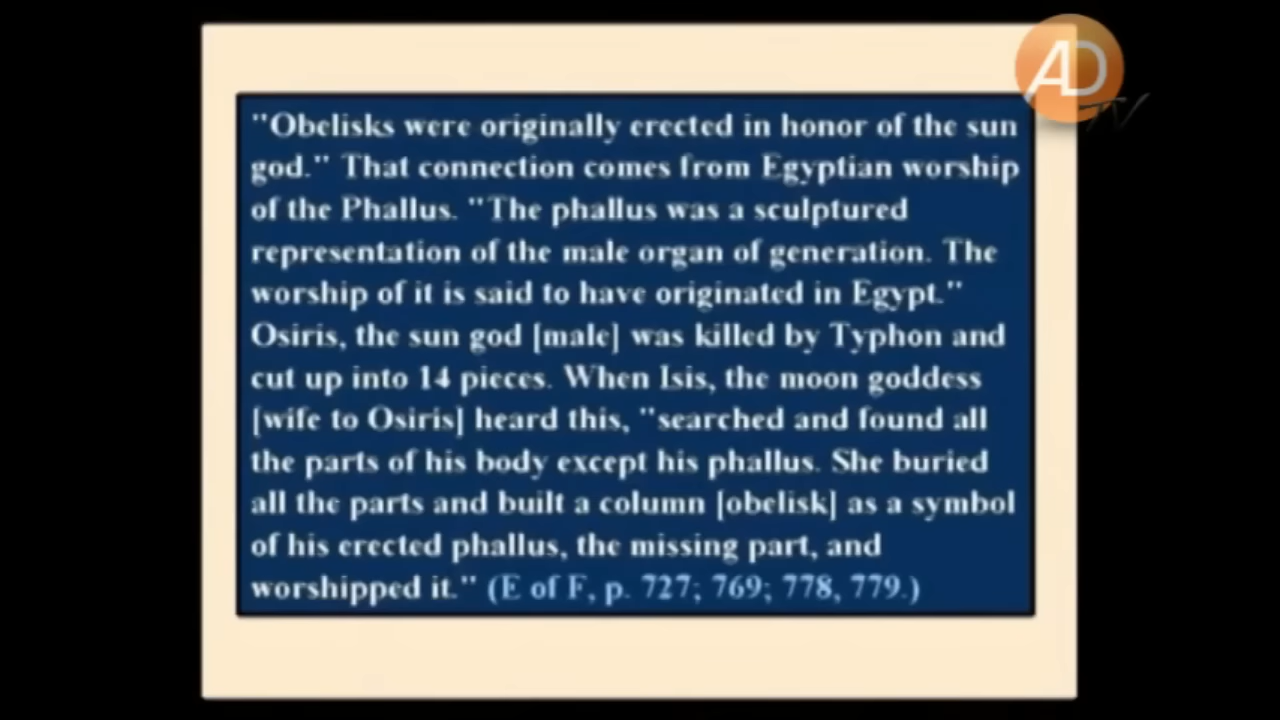 AD
TV
"Obelisks were originally erected in honor of the sun
god." That connection comes from Egyptian worship
of the Phallus. "The phallus was a sculptured
representation of the male organ of generation. The
worship of it is said to have originated in Egypt."
Osiris, the sun god [male] was killed by Typhon and
cut up into 14 pieces. When Isis, the moon goddess
[wife to Osiris] heard this, "searched and found all
the parts of his body except his phallus. She buried
all the parts and built a column [obelisk] as a symbol
of his erected phallus, the missing part, and
worshipped it." (E of F, p. 727; 769; 778, 779.)